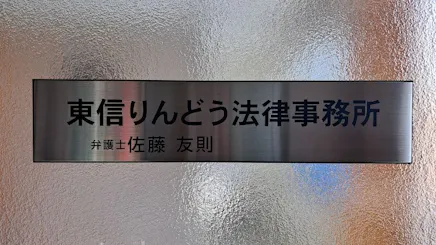 東信りんどう法律事務所
弁護士 佐藤 友則